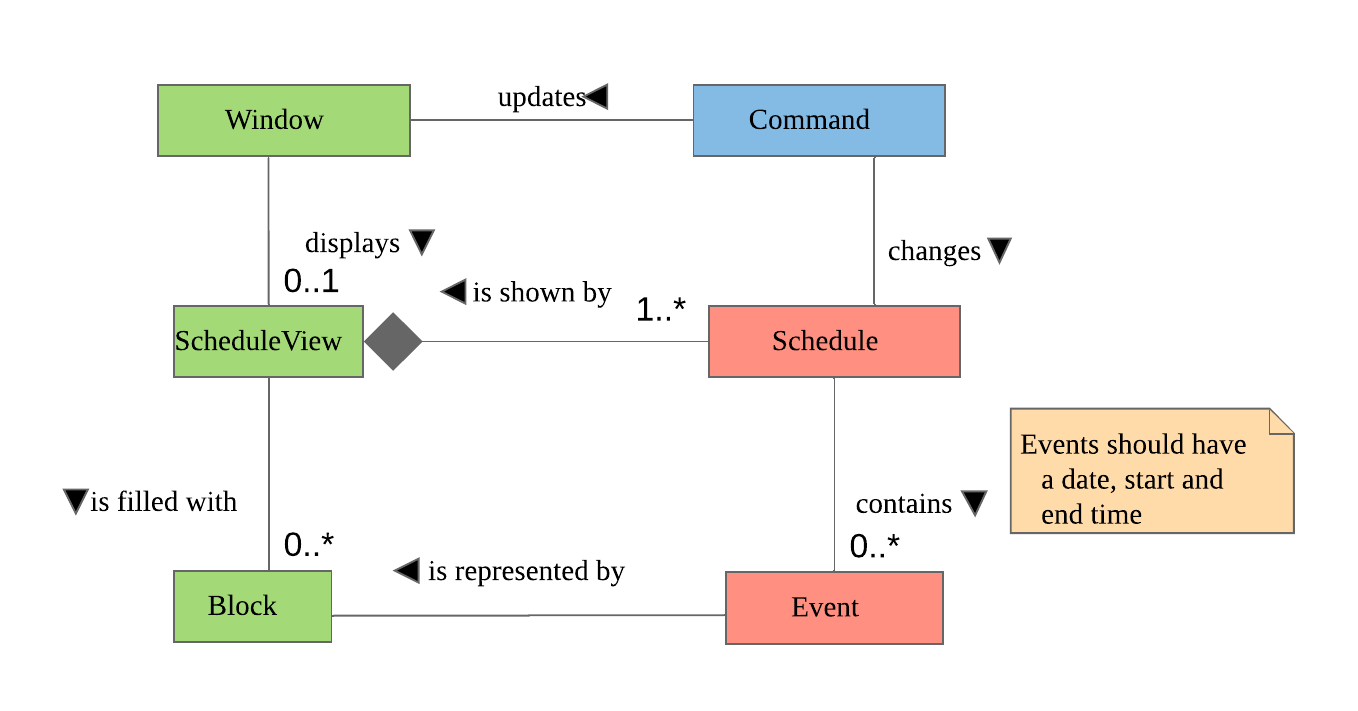 updates
Window
Command
displays
changes
0..1
is shown by
1..*
ScheduleView
Schedule
Events should have
a date, start and
end time
is filled with
contains
0..*
0..*
is represented by
Block
Event